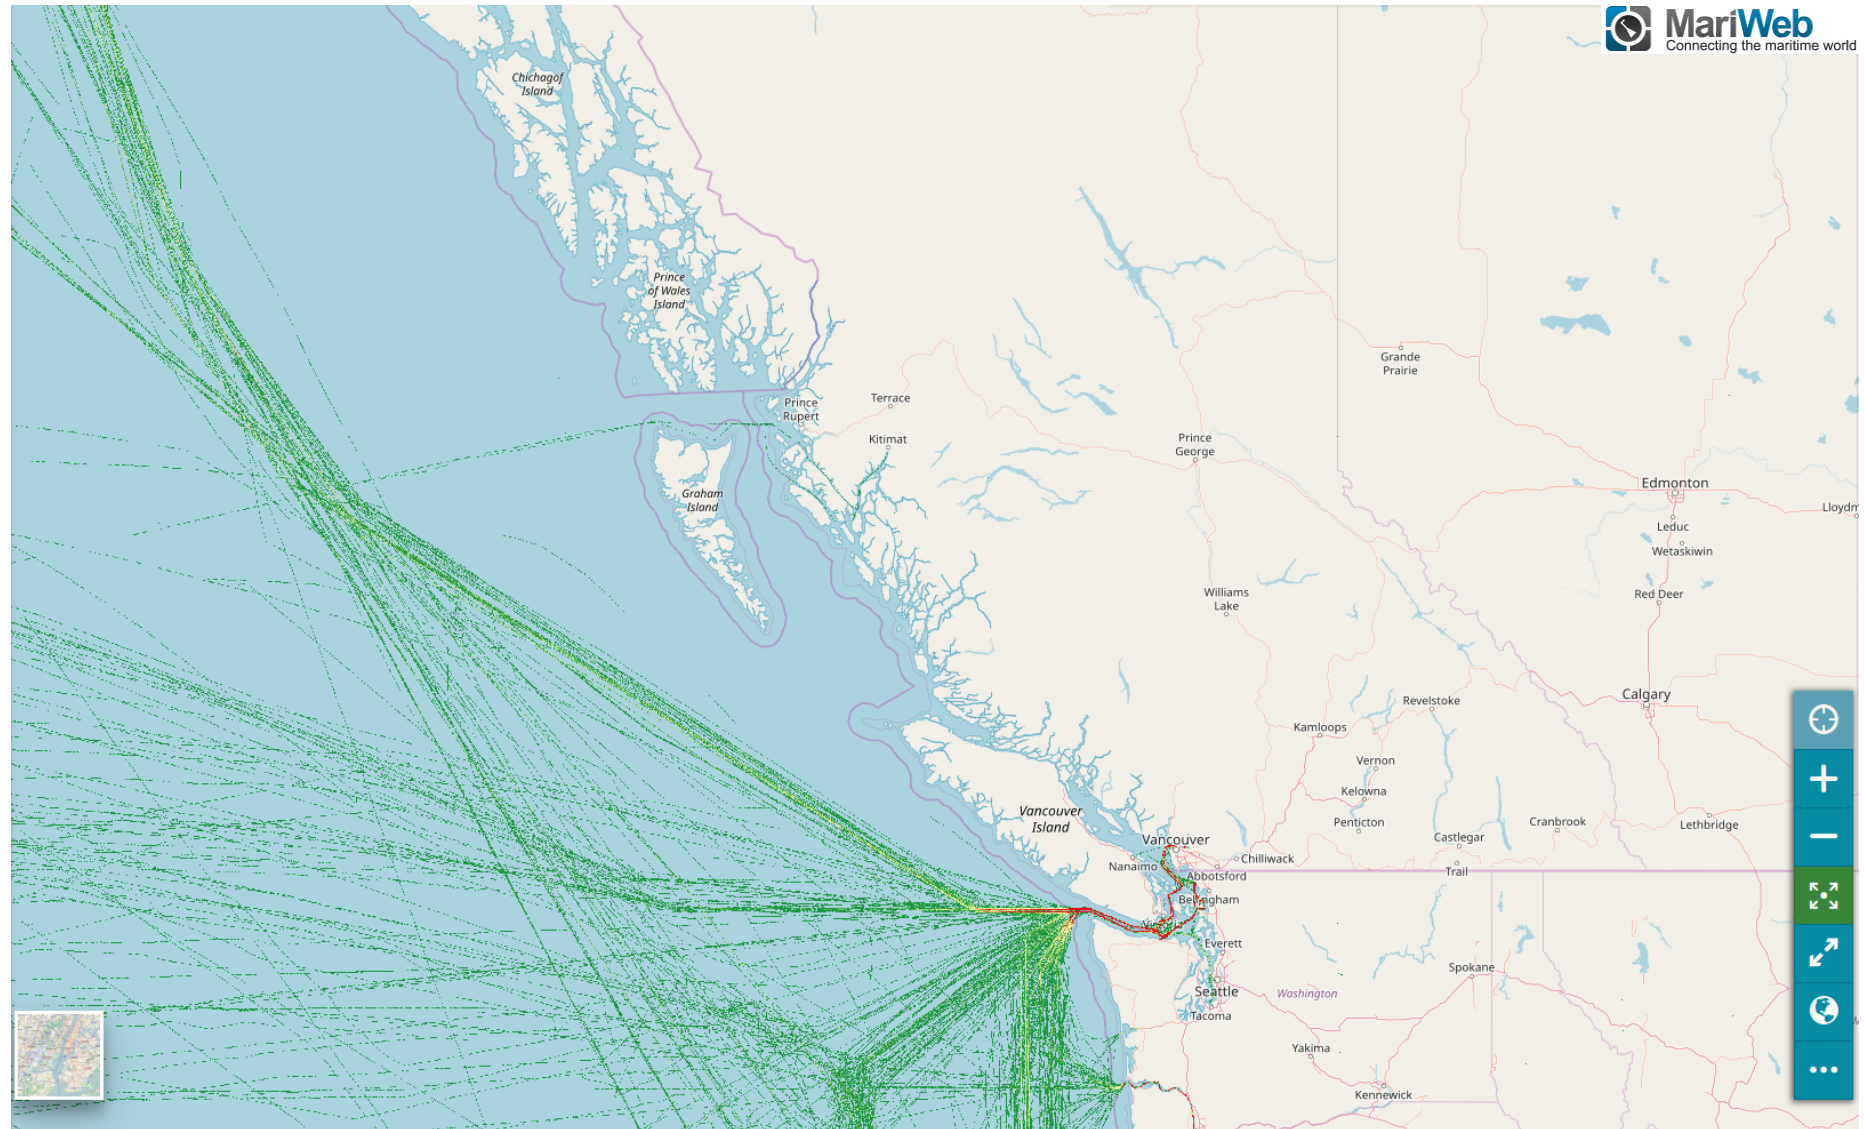 MariWeb
Connecting the maritime world
Chichagof
Island
Prince
of Wales
Island
Grande
Prairie
Prince
Rupert
Terrace
Kitimat
Prince
George
Edmonton
Graham
Island
Lloydm
Leduc
Wetaskiwin
Williams
Lake
Red Deer
Calgary
Revelstoke
Kamloops
Vernon
Kelowna
Vancouver
Island
Penticton
Cranbrook
Lethbridge
Castlegar
Vancouver
Nanaimo
Chilliwack
Trail
Abbotsford
Bellingham
Everett
Spokane
Seattle
Washington
Tacoma
Yakima
Kennewick